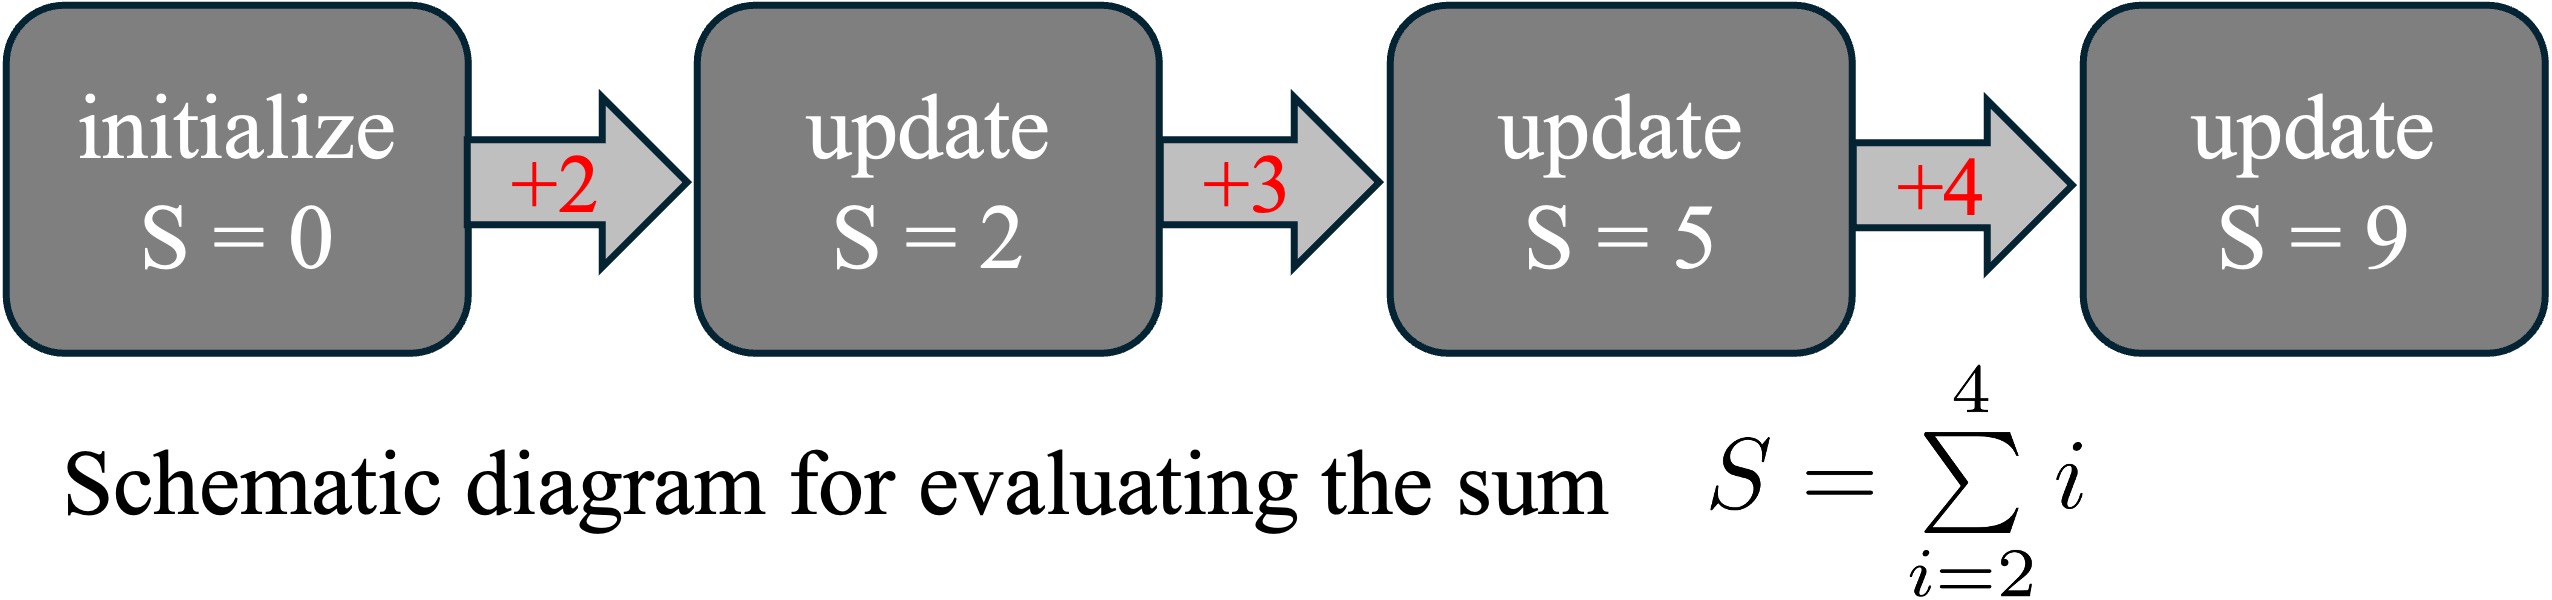 initialize
S = 0
+2
update
S = 2
+3
update
S = 5
+4
update
S = 9
Schematic diagram for evaluating the sum $S = \sum_{i=2}^{4} i$